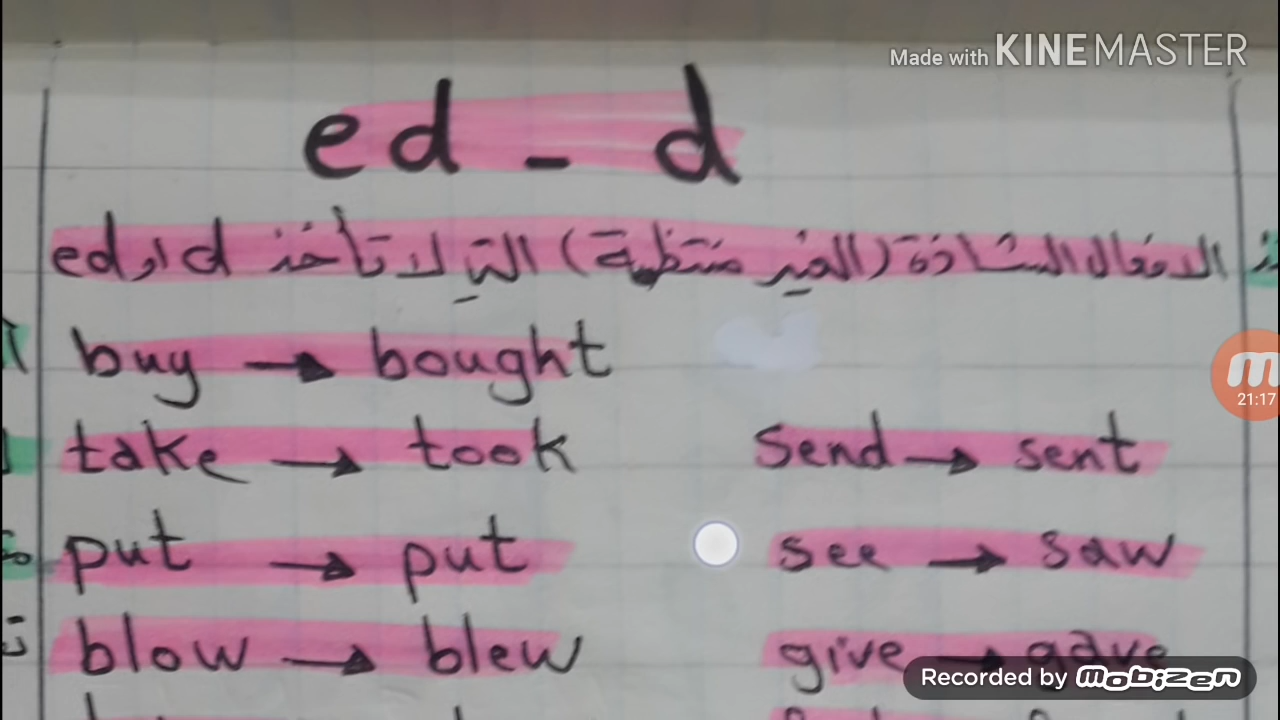 Made with KINEMASTER
ed - d
الافعال الشاذة (الغير منتظمة) التي لا تأخذ d او ed
buy → bought
take → took
send → sent
put → put
see → saw
blow → blew
give → gave
21:17
Recorded by mobizen